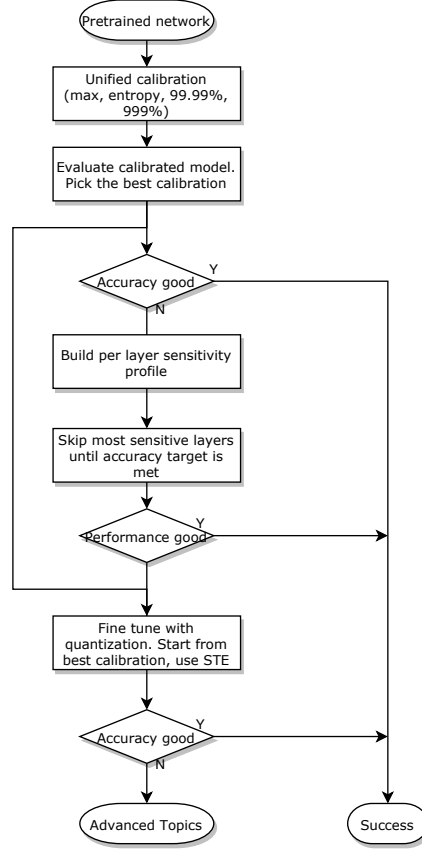 Pretrained network
Unified calibration
(max, entropy, 99.99%,
999%)
Evaluate calibrated model.
Pick the best calibration
Y
Accuracy good
N
Build per layer sensitivity
profile
Skip most sensitive layers
until accuracy target is
met
Y
Performance good
Fine tune with
quantization. Start from
best calibration, use STE
Y
Accuracy good
N
Advanced Topics
Success